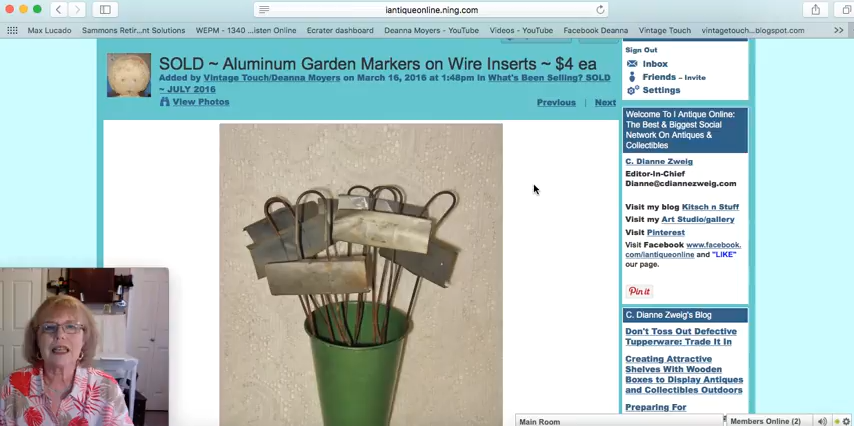 iantiqueonline.ning.com
Max Lucado
Sammons Retir...nt Solutions
WEPM - 1340 ...isten Online
Ecrater dashboard
Deanna Moyers - YouTube
Videos - YouTube
Facebook Deanna
Vintage Touch
vintagetouch...blogspot.com
>>
SOLD ~ Aluminum Garden Markers on Wire Inserts ~ $4 ea
Added by Vintage Touch/Deanna Moyers on March 16, 2016 at 1:48pm in What's Been Selling? SOLD
~ JULY 2016
View Photos
Previous | Next
Sign Out
Inbox
Friends – Invite
Settings
Welcome To I Antique Online:
The Best & Biggest Social
Network On Antiques &
Collectibles
C. Dianne Zweig
Editor-In-Chief
Dianne@cdiannezweig.com
Visit my blog Kitsch n Stuff
Visit my Art Studio/gallery
Visit Pinterest
Visit Facebook www.facebook.
com/iantiqueonline and "LIKE"
our page.
Pin it
C. Dianne Zweig's Blog
Don't Toss Out Defective
Tupperware: Trade It In
Creating Attractive
Shelves With Wooden
Boxes to Display Antiques
and Collectibles Outdoors
Preparing For
Main Room
Members Online (2)